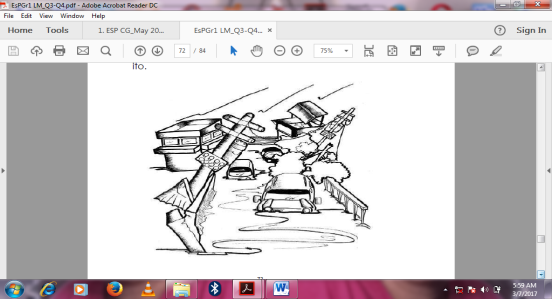 EsPGr1 LM_Q3-Q4.pdf - Adobe Acrobat Reader DC
File Edit View Window Help
Home Tools 1. ESP CG_May 20... EsPGr1 LM_Q3-Q4... × Sign In
72 / 84 75%
Ito.
5:59 AM
3/7/2017